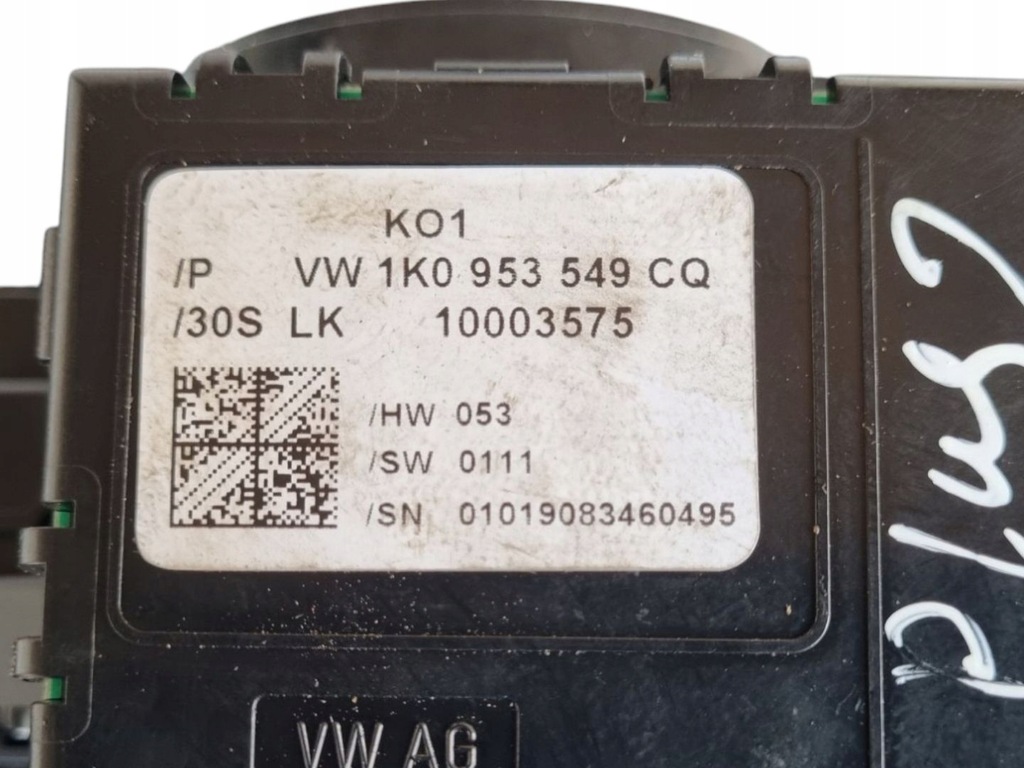 KO1
/P VW 1K0 953 549 CQ
/30S LK 10003575
/HW 053
/SW 0111
/SN 01019083460495
VW AG